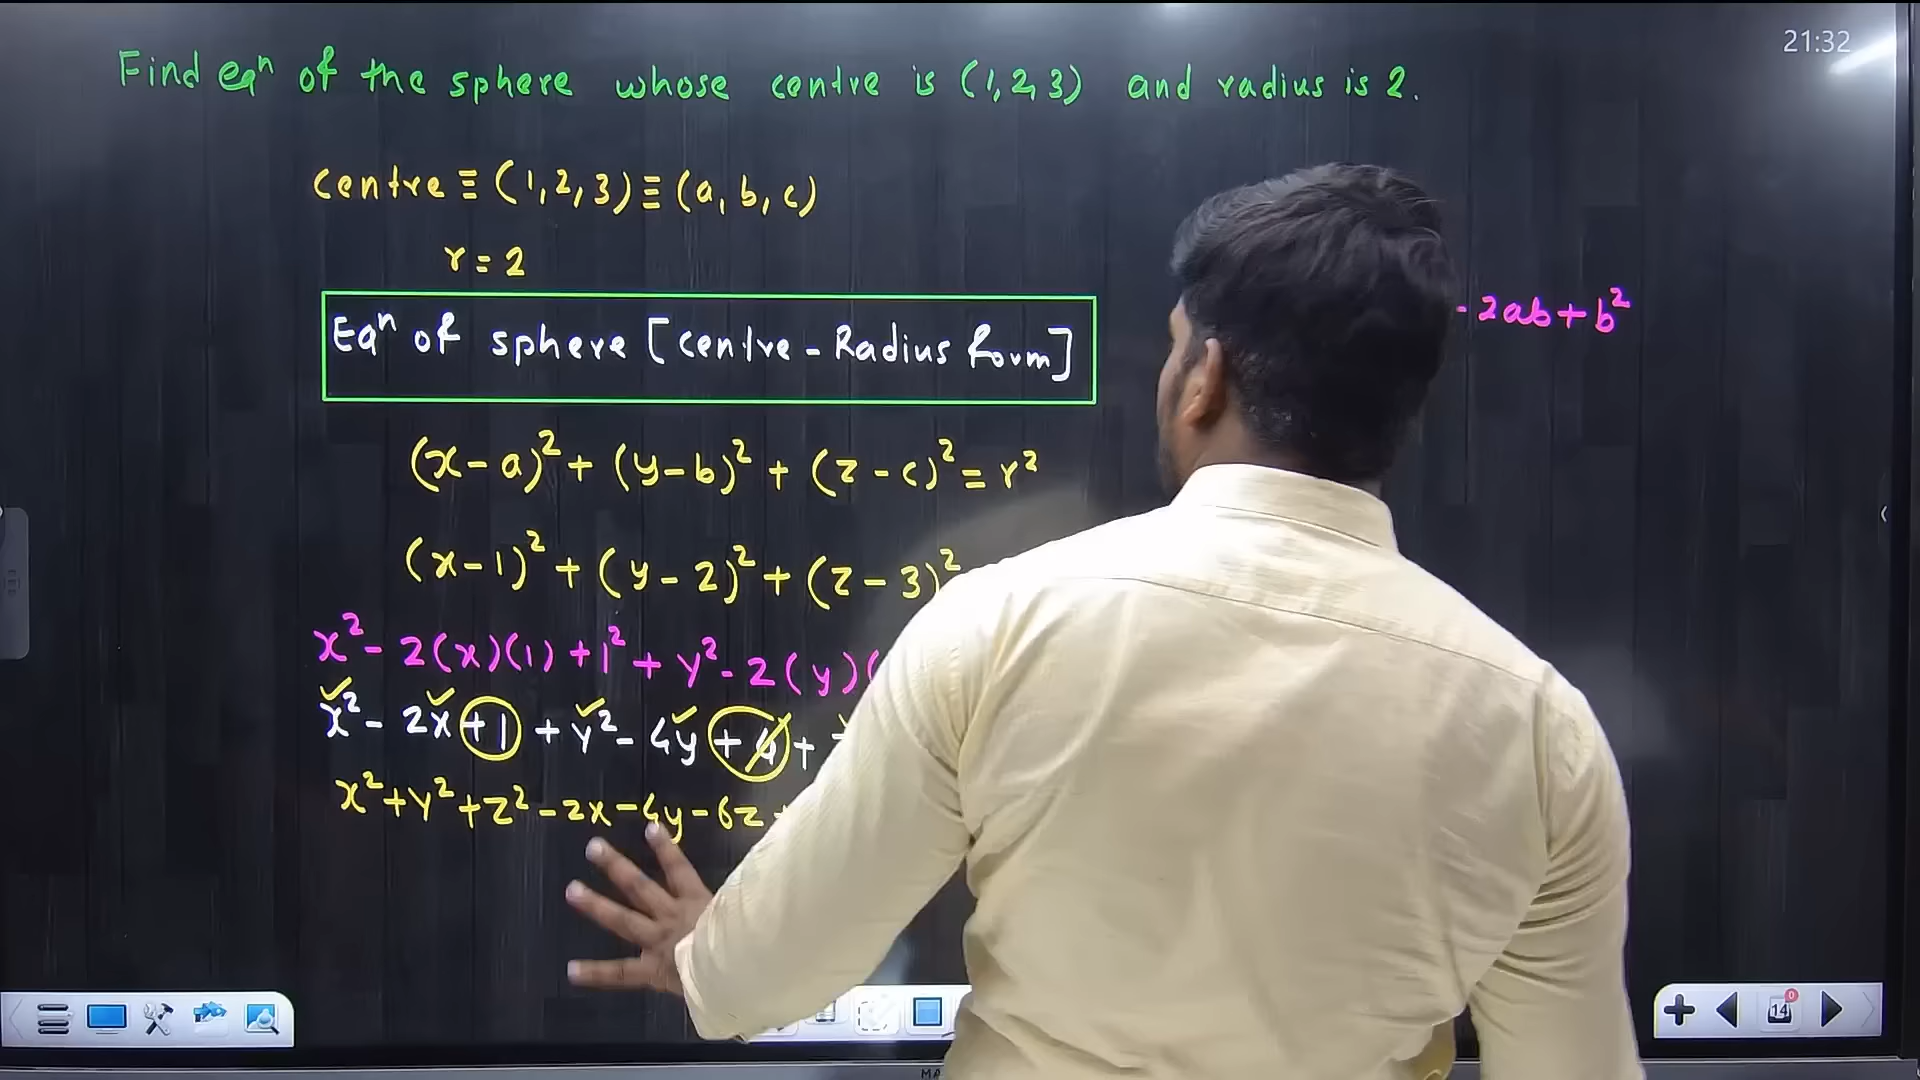 21:32
Find eqⁿ of the sphere whose centre is (1,2,3) and radius is 2.
centre ≡ (1,2,3) ≡ (a, b, c)
r = 2
- 2ab + b²
Eqⁿ of sphere [centre - Radius form]
(x - a)² + (y - b)² + (z - c)² = r²
(x - 1)² + (y - 2)² + (z - 3)²
x² - 2(x)(1) + 1² + y² - 2(y)(
x² - 2x + 1 + y² - 4y + 4 +
x² + y² + z² - 2x - 4y - 6z
14
0